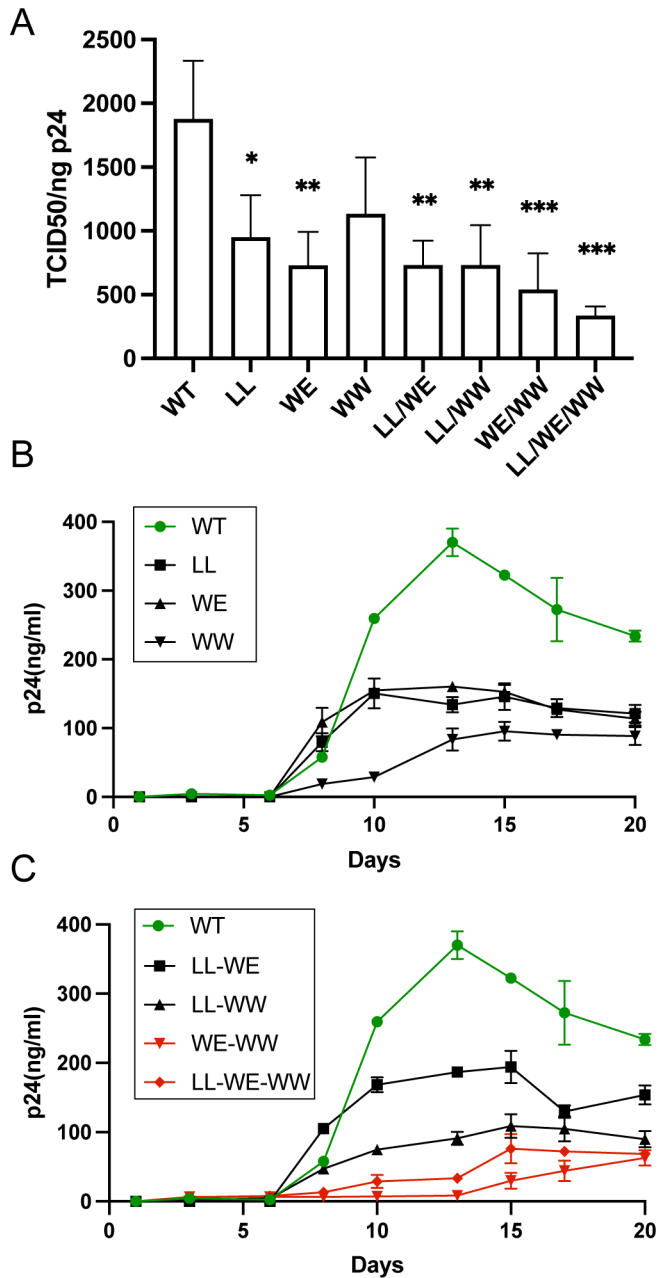 A
TCID50/ng p24
2500
2000
1500
1000
500
0
*
**
**
**
***
***
WT
LL
WE
WW
LL/WE
LL/WW
WE/WW
LL/WE/WW
B
p24(ng/ml)
400
300
200
100
0
WT
LL
WE
WW
0
5
10
15
20
Days
C
p24(ng/ml)
400
300
200
100
0
WT
LL-WE
LL-WW
WE-WW
LL-WE-WW
0
5
10
15
20
Days